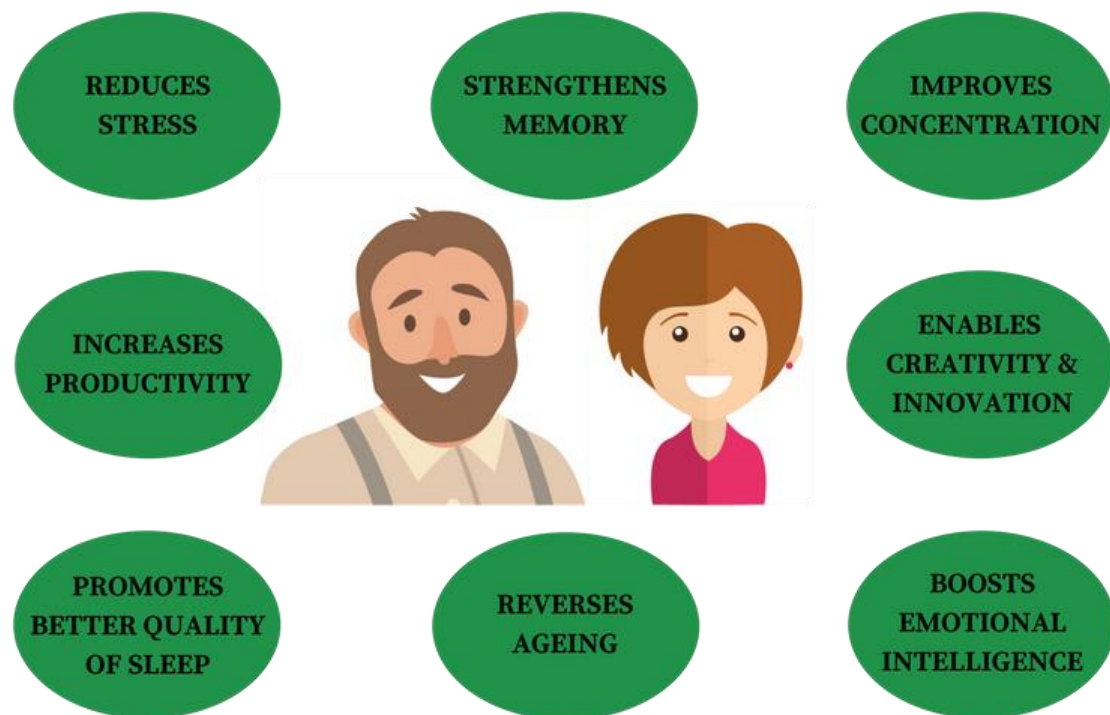 REDUCES
STRESS
STRENGTHENS
MEMORY
IMPROVES
CONCENTRATION
INCREASES
PRODUCTIVITY
ENABLES
CREATIVITY &
INNOVATION
PROMOTES
BETTER QUALITY
OF SLEEP
REVERSES
AGEING
BOOSTS
EMOTIONAL
INTELLIGENCE